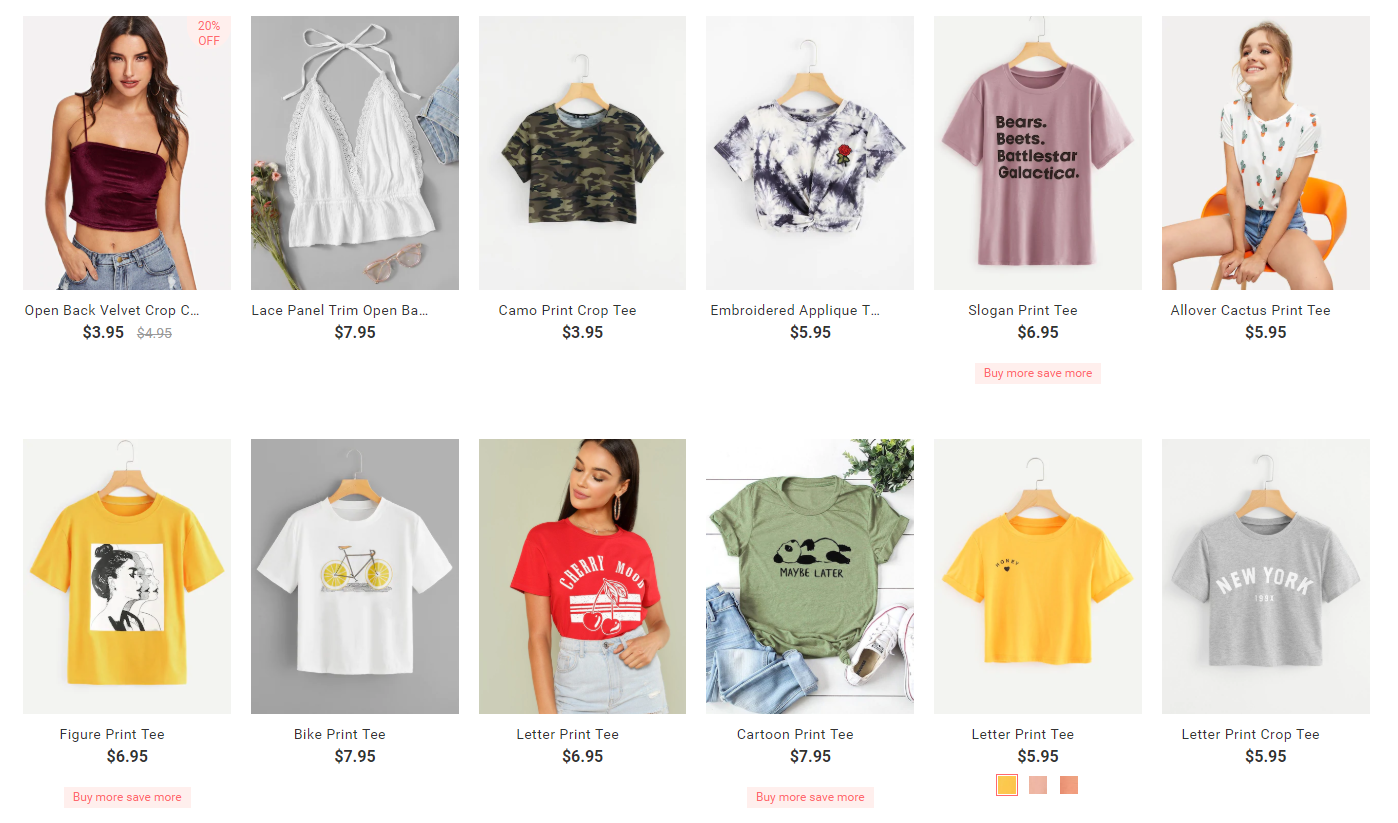 20%
OFF
Bears.
Beets.
Battlestar
Galactica.
Open Back Velvet Crop C...
$3.95 $4.95
Lace Panel Trim Open Ba...
$7.95
Camo Print Crop Tee
$3.95
Embroidered Applique T...
$5.95
Slogan Print Tee
$6.95
Buy more save more
Allover Cactus Print Tee
$5.95
CHERRY MOOD
MAYBE LATER
HONEY
NEW YORK
Figure Print Tee
$6.95
Buy more save more
Bike Print Tee
$7.95
Letter Print Tee
$6.95
Cartoon Print Tee
$7.95
Buy more save more
Letter Print Tee
$5.95
Letter Print Crop Tee
$5.95